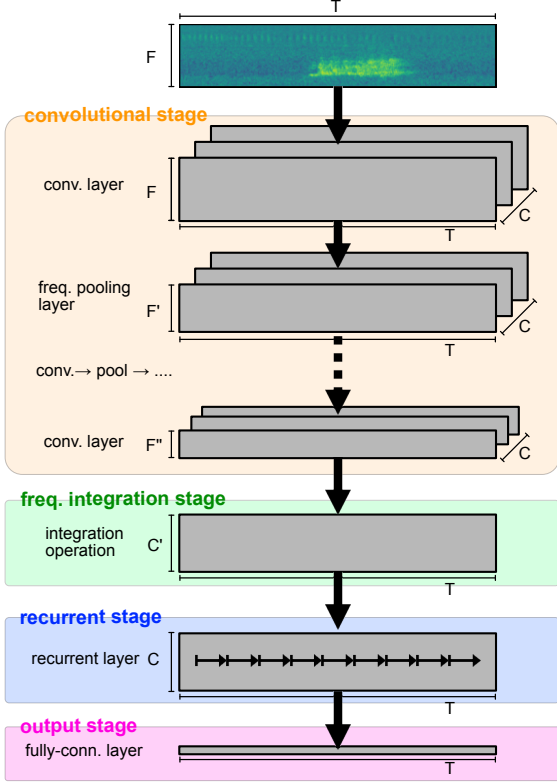 T
F
convolutional stage
conv. layer
F
C
T
freq. pooling
layer
F'
C
T
conv.→ pool → ....
conv. layer
F"
C
freq. integration stage
integration
operation
C'
T
recurrent stage
recurrent layer
C
T
output stage
fully-conn. layer
T